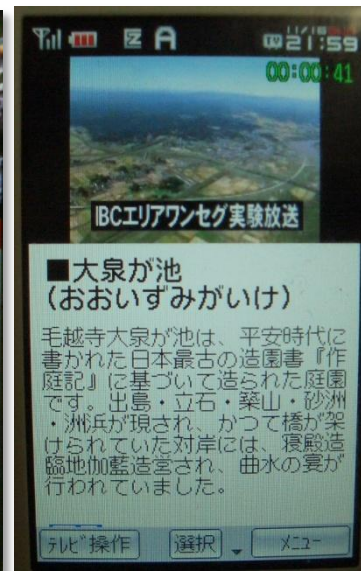 11/16
21:59
00:00:41
IBCエリアワンセグ実験放送
■大泉が池
(おおいずみがいけ)
毛越寺大泉が池は、平安時代に
書かれた日本最古の造園書『作
庭記』に基づいて造られた庭園
です。出島・立石・築山・砂洲
・洲浜が現され、かつて橋が架
けられていた対岸には、寝殿造
臨地伽藍造営され、曲水の宴が
行われていました。
テレビ操作 選択 メニュー